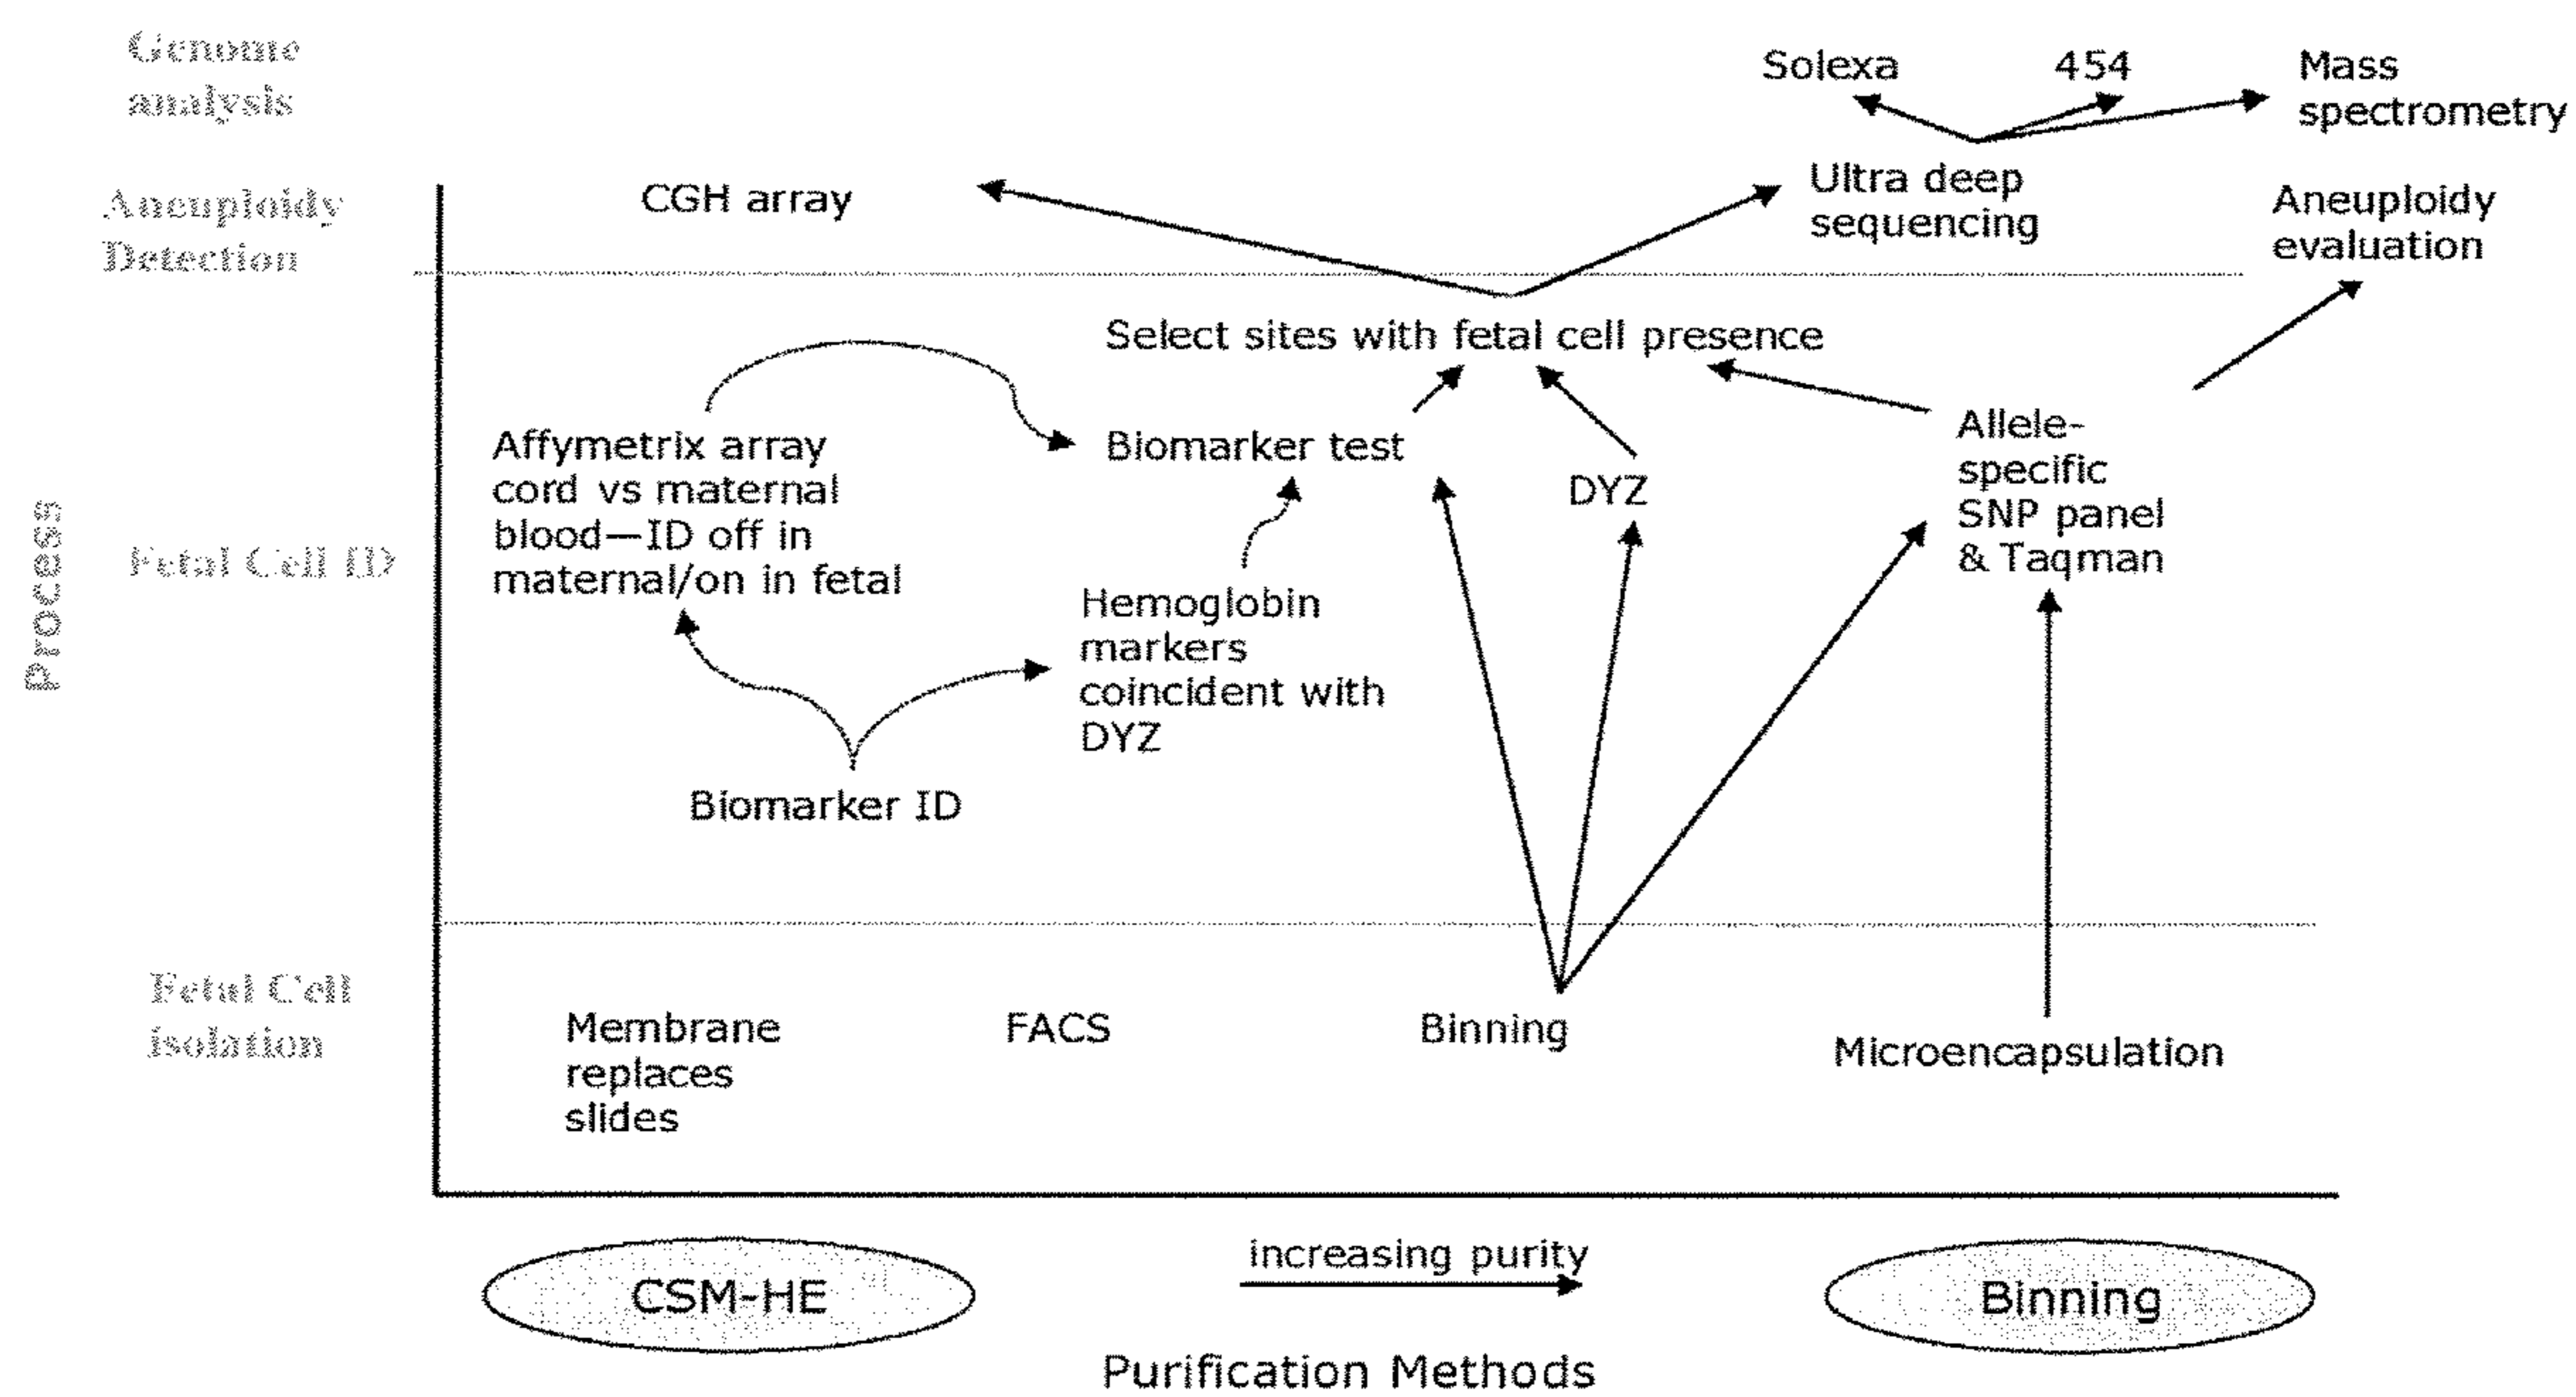 Genome
analysis
Solexa
454
Mass
spectrometry
Aneuploidy
Detection
CGH array
Ultra deep
sequencing
Aneuploidy
evaluation
Select sites with fetal cell presence
Process
Fetal Cell ID
Affymetrix array
cord vs maternal
blood—ID off in
maternal/on in fetal
Biomarker test
DYZ
Allele-
specific
SNP panel
& Taqman
Hemoglobin
markers
coincident with
DYZ
Biomarker ID
Fetal Cell
isolation
Membrane
replaces
slides
FACS
Binning
Microencapsulation
CSM-HE
increasing purity
Binning
Purification Methods